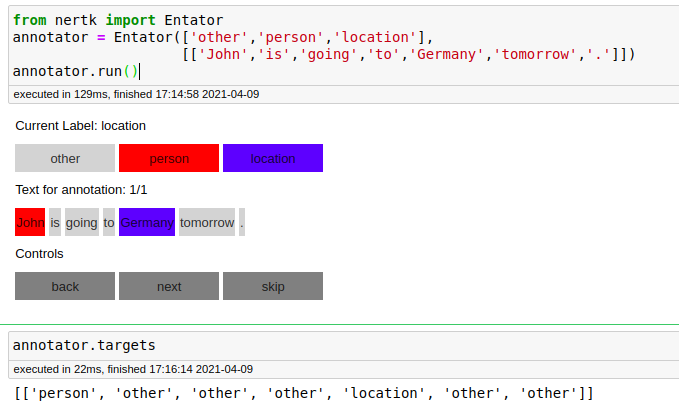 from nertk import Entator
annotator = Entator(['other','person','location'],
[['John','is','going','to','Germany','tomorrow','.']])
annotator.run()
executed in 129ms, finished 17:14:58 2021-04-09
Current Label: location
other person location
Text for annotation: 1/1
John is going to Germany tomorrow .
Controls
back next skip
annotator.targets
executed in 22ms, finished 17:16:14 2021-04-09
[['person', 'other', 'other', 'other', 'location', 'other', 'other']]